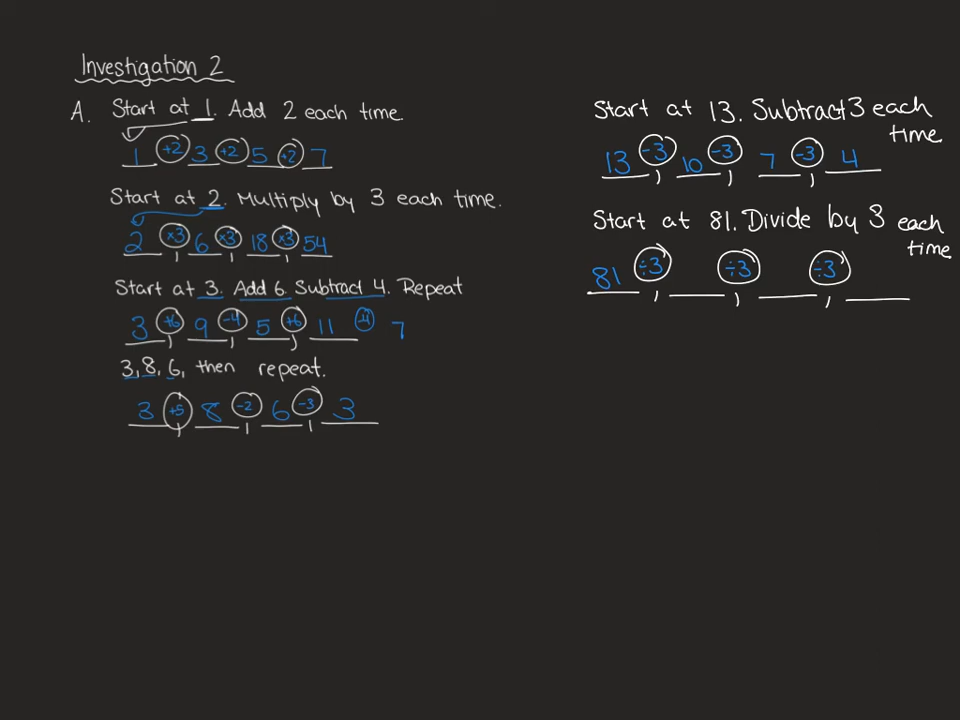 Investigation 2
A. Start at 1. Add 2 each time.
1 +2 3 +2 5 +2 7
Start at 2. Multiply by 3 each time.
2 ×3, 6 ×3, 18 ×3, 54
Start at 3. Add 6. Subtract 4. Repeat
3 +6, 9 -4, 5 +6, 11 -4 7
3, 8, 6, then repeat.
3 +5, 8 -2, 6 -3, 3
Start at 13. Subtract 3 each
time.
13 -3, 10 -3, 7 -3, 4
Start at 81. Divide by 3 each
time
81 ÷3, ÷3, ÷3,